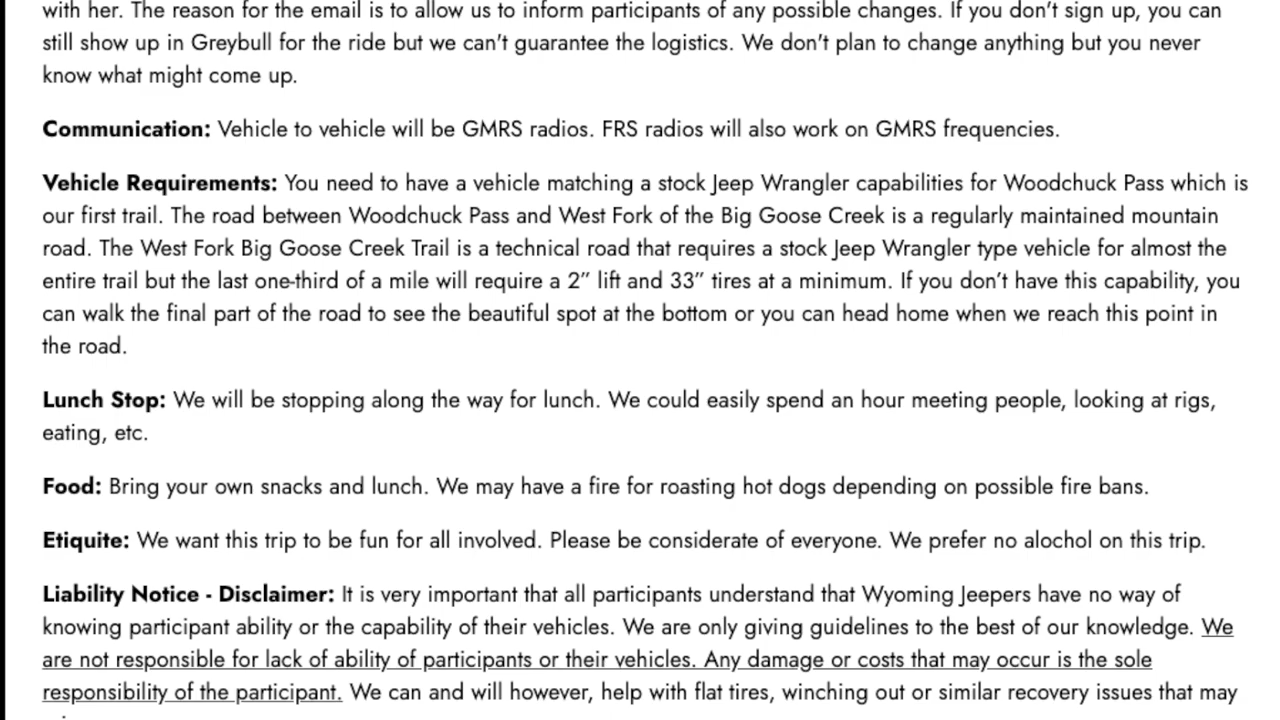 with her. The reason for the email is to allow us to inform participants of any possible changes. If you don't sign up, you can
still show up in Greybull for the ride but we can't guarantee the logistics. We don't plan to change anything but you never
know what might come up.
Communication: Vehicle to vehicle will be GMRS radios. FRS radios will also work on GMRS frequencies.
Vehicle Requirements: You need to have a vehicle matching a stock Jeep Wrangler capabilities for Woodchuck Pass which is
our first trail. The road between Woodchuck Pass and West Fork of the Big Goose Creek is a regularly maintained mountain
road. The West Fork Big Goose Creek Trail is a technical road that requires a stock Jeep Wrangler type vehicle for almost the
entire trail but the last one-third of a mile will require a 2” lift and 33” tires at a minimum. If you don't have this capability, you
can walk the final part of the road to see the beautiful spot at the bottom or you can head home when we reach this point in
the road.
Lunch Stop: We will be stopping along the way for lunch. We could easily spend an hour meeting people, looking at rigs,
eating, etc.
Food: Bring your own snacks and lunch. We may have a fire for roasting hot dogs depending on possible fire bans.
Etiquite: We want this trip to be fun for all involved. Please be considerate of everyone. We prefer no alochol on this trip.
Liability Notice - Disclaimer: It is very important that all participants understand that Wyoming Jeepers have no way of
knowing participant ability or the capability of their vehicles. We are only giving guidelines to the best of our knowledge. We
are not responsible for lack of ability of participants or their vehicles. Any damage or costs that may occur is the sole
responsibility of the participant. We can and will however, help with flat tires, winching out or similar recovery issues that may